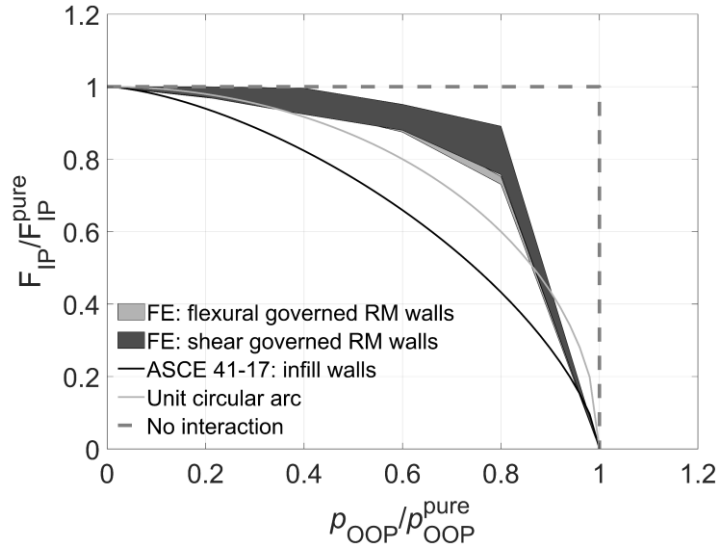 1.2
1
0.8
0.6
0.4
0.2
0
F_IP/F_IP^pure
FE: flexural governed RM walls
FE: shear governed RM walls
ASCE 41-17: infill walls
Unit circular arc
No interaction
0 0.2 0.4 0.6 0.8 1 1.2
p_OOP/p_OOP^pure